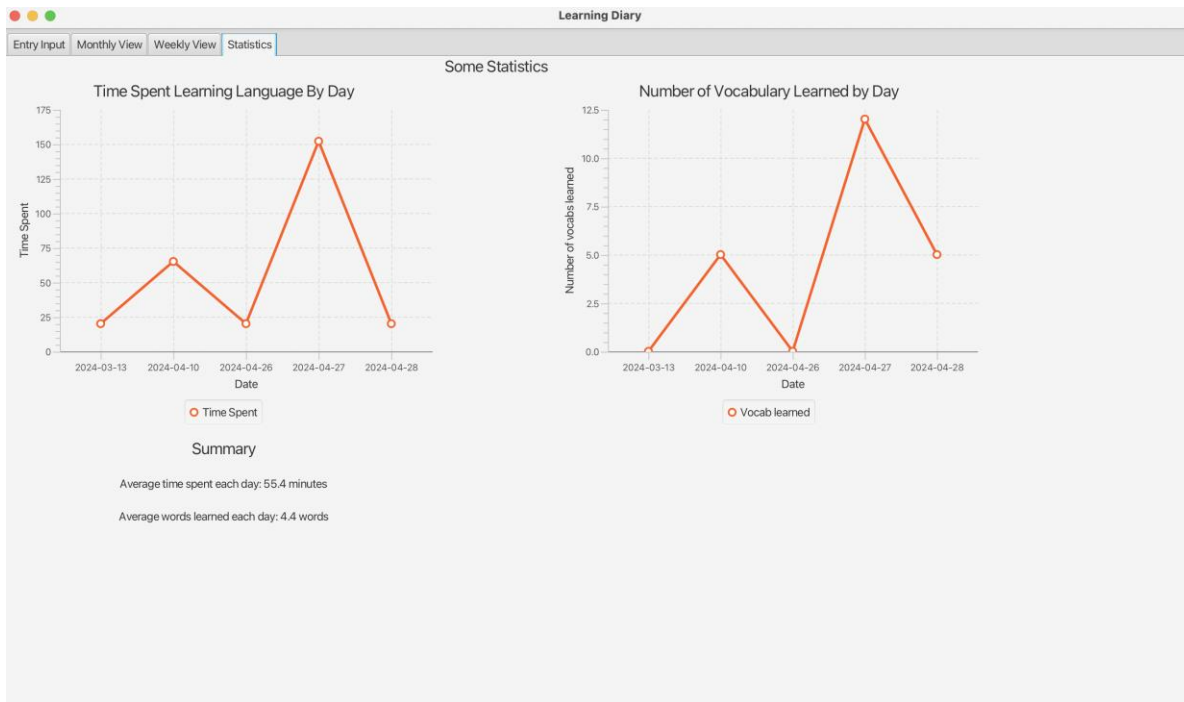 Learning Diary
Entry Input Monthly View Weekly View Statistics
Some Statistics
Time Spent Learning Language By Day
175
150
125
100
75
50
25
0
Time Spent
2024-03-13 2024-04-10 2024-04-26 2024-04-27 2024-04-28
Date
Time Spent
Number of Vocabulary Learned by Day
12.5
10.0
7.5
5.0
2.5
0.0
Number of vocabs learned
2024-03-13 2024-04-10 2024-04-26 2024-04-27 2024-04-28
Date
Vocab learned
Summary
Average time spent each day: 55.4 minutes
Average words learned each day: 4.4 words